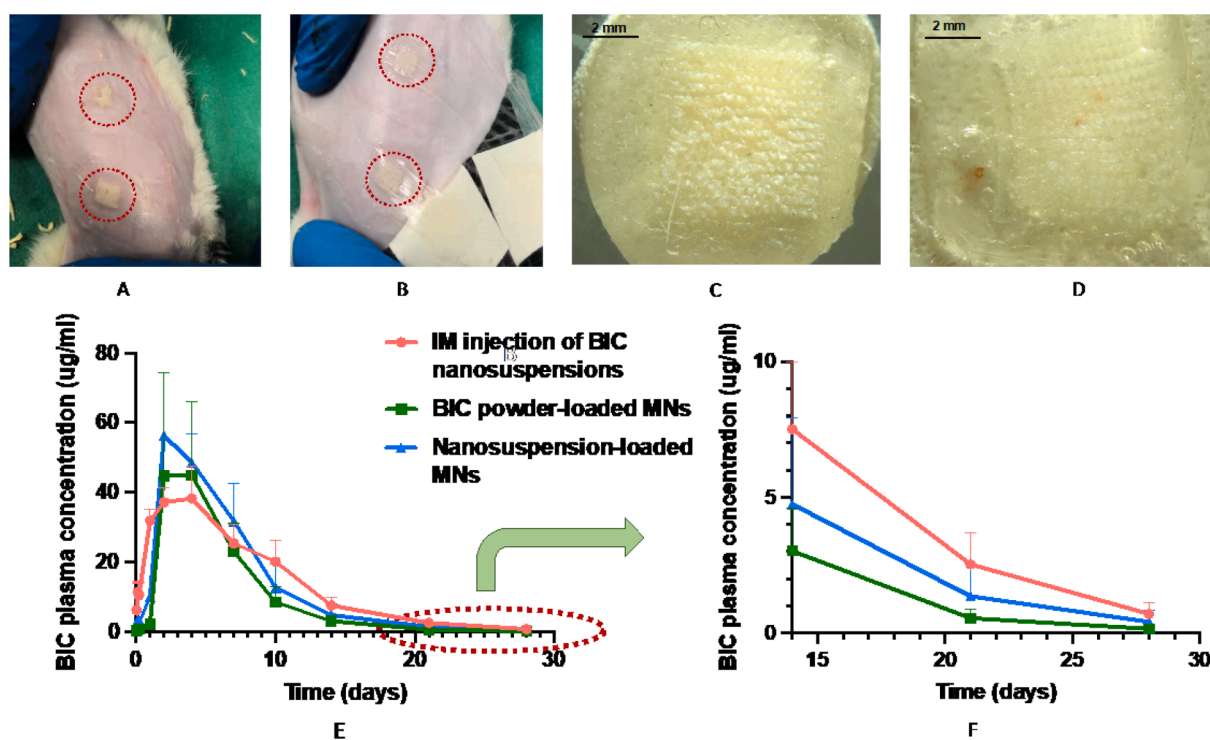 2 mm
2 mm
A
B
C
D
BIC plasma concentration (ug/ml)
80
60
40
20
0
0
10
20
30
Time (days)
IM injection of BIC
nanosuspensions
B
BIC powder-loaded MNs
Nanosuspension-loaded
MNs
E
BIC plasma concentration (ug/ml)
10
5
0
15
20
25
30
Time (days)
F